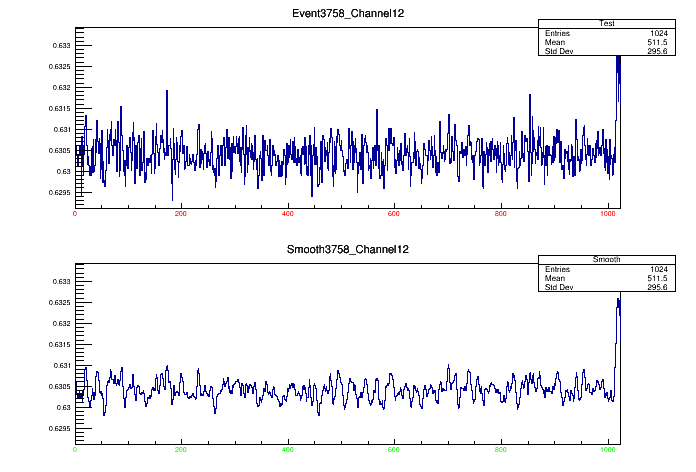 Event3758_Channel12
Test
Entries 1024
Mean 511.5
Std Dev 295.6
0.633
0.6325
0.632
0.6315
0.631
0.6305
0.63
0.6295
0 200 400 600 800 1000
Smooth3758_Channel12
Smooth
Entries 1024
Mean 511.5
Std Dev 295.6
0.633
0.6325
0.632
0.6315
0.631
0.6305
0.63
0.6295
0 200 400 600 800 1000